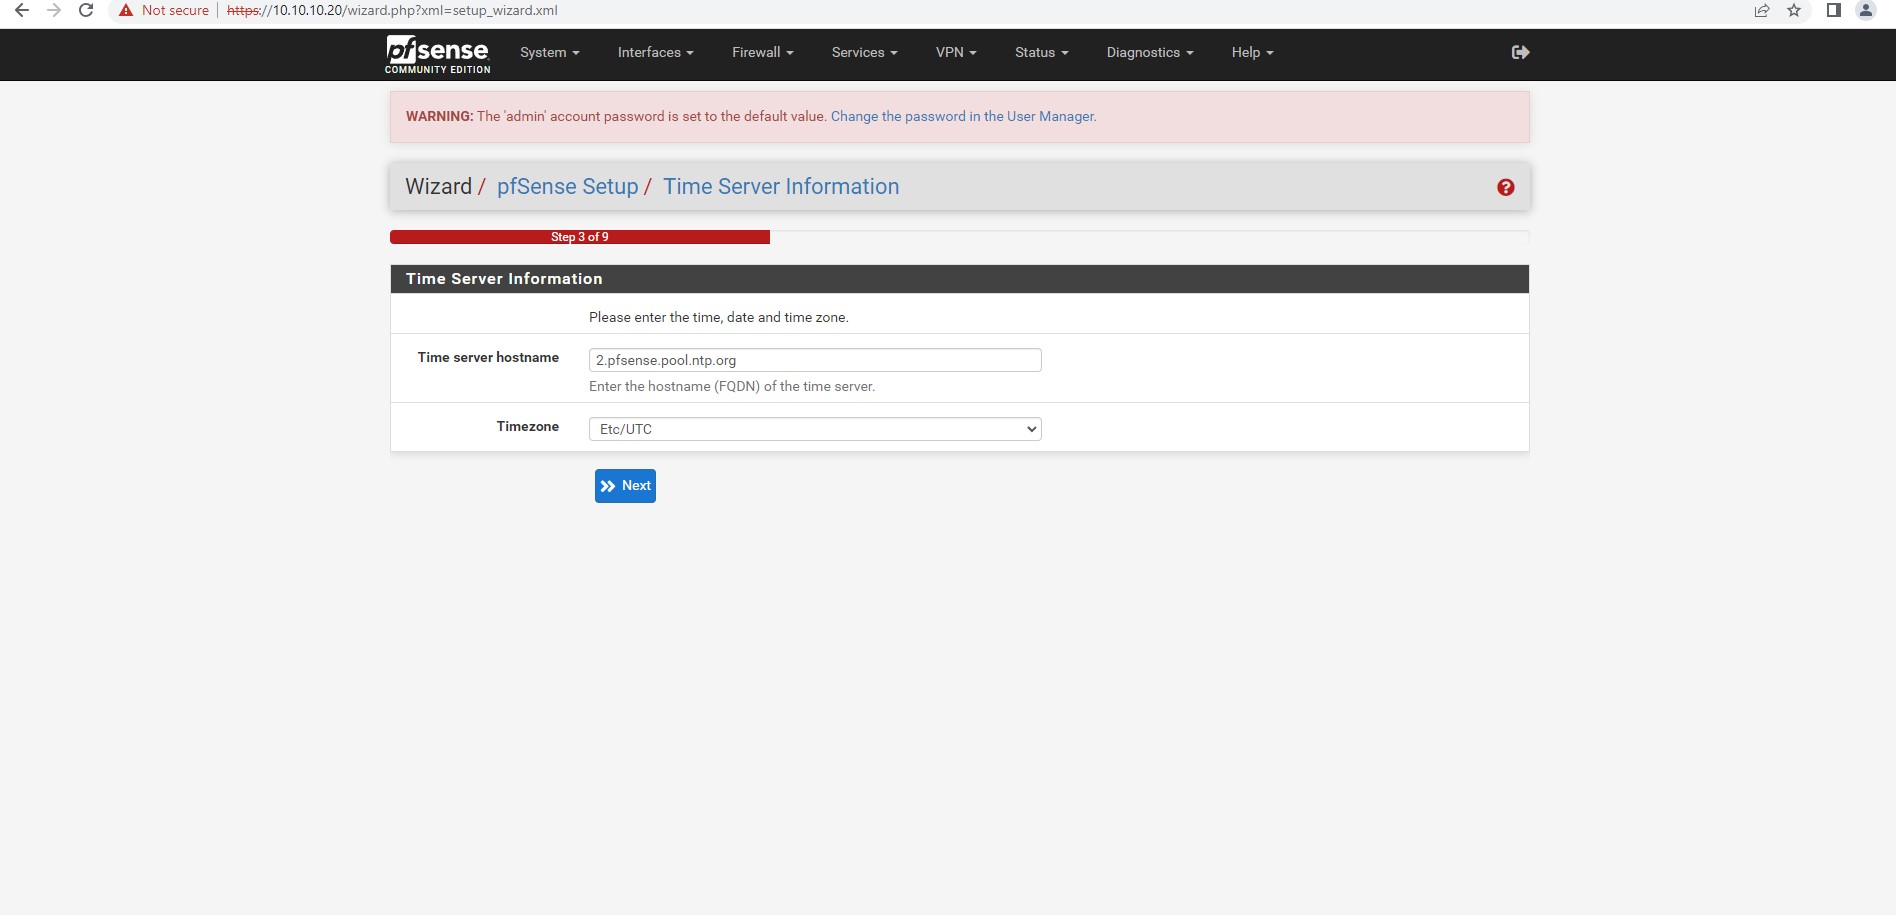 Not secure | https://10.10.10.20/wizard.php?xml=setup_wizard.xml
pfsense COMMUNITY EDITION System Interfaces Firewall Services VPN Status Diagnostics Help
WARNING: The 'admin' account password is set to the default value. Change the password in the User Manager.
Wizard / pfSense Setup / Time Server Information
Step 3 of 9
Time Server Information
Please enter the time, date and time zone.
Time server hostname 2.pfsense.pool.ntp.org
Enter the hostname (FQDN) of the time server.
Timezone Etc/UTC
Next